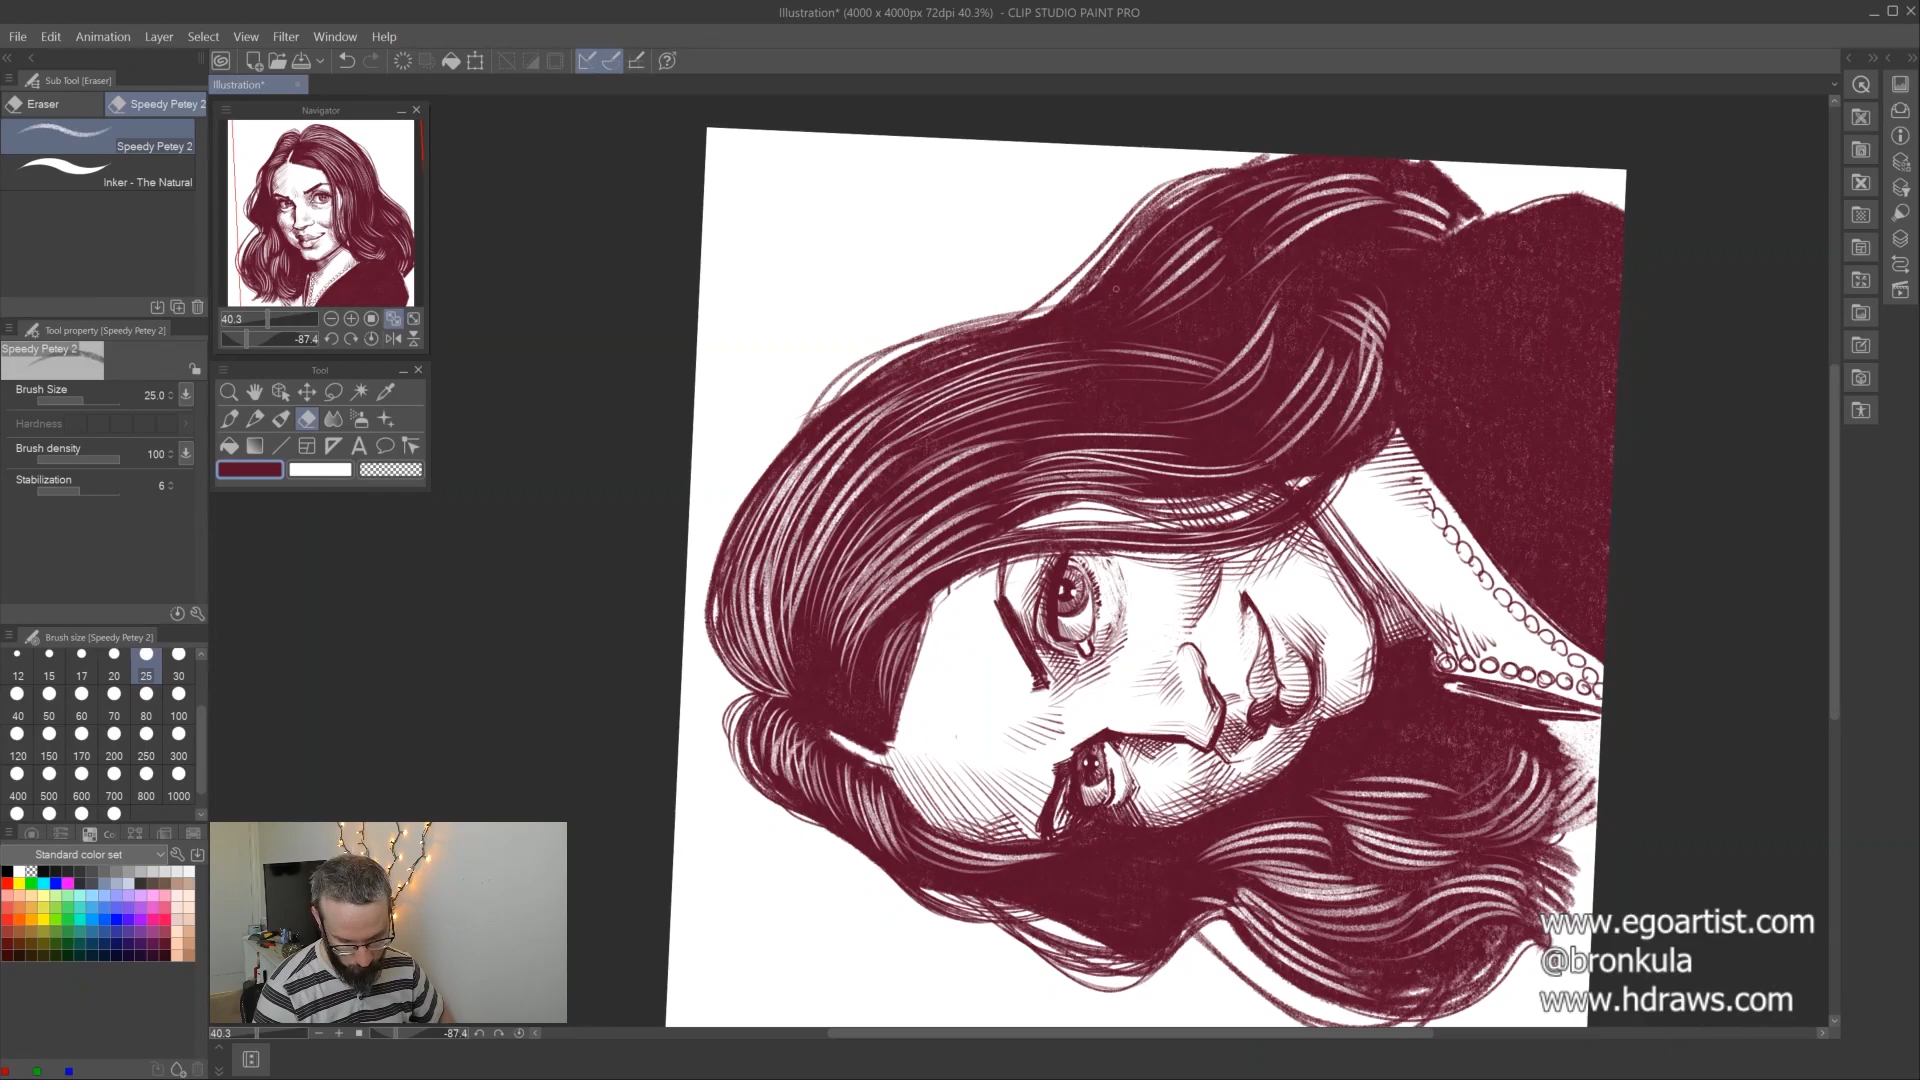 Illustration* (4000 x 4000px 72dpi 40.3%) - CLIP STUDIO PAINT PRO
File Edit Animation Layer Select View Filter Window Help
Sub Tool [Eraser]
Illustration*
Eraser Speedy Petey 2
Navigator
Speedy Petey 2
Inker - The Natural
40.3
-87.4
Tool property [Speedy Petey 2]
Speedy Petey 2
Tool
Brush Size 25.0
Hardness
Brush density 100
Stabilization 6
Brush size [Speedy Petey 2]
12 15 17 20 25 30
40 50 60 70 80 100
120 150 170 200 250 300
400 500 600 700 800 1000
Co
Standard color set
www.egoartist.com
@bronkula
www.hdraws.com
40.3 -87.4